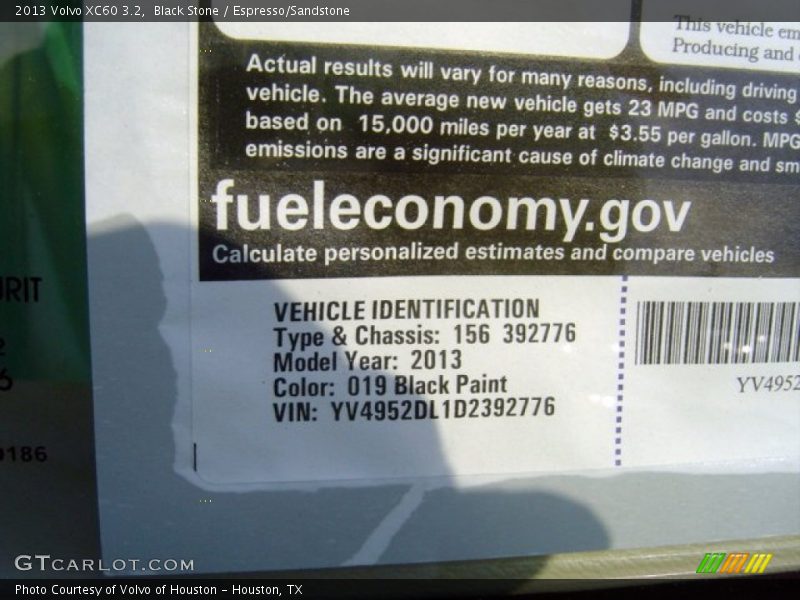 2013 Volvo XC60 3.2, Black Stone / Espresso/Sandstone
This vehicle em
Producing and
Actual results will vary for many reasons, including driving
vehicle. The average new vehicle gets 23 MPG and costs $
based on 15,000 miles per year at $3.55 per gallon. MPG
emissions are a significant cause of climate change and sm
fueleconomy.gov
Calculate personalized estimates and compare vehicles
URIT
VEHICLE IDENTIFICATION
Type & Chassis: 156 392776
Model Year: 2013
Color: 019 Black Paint
VIN: YV4952DL1D2392776
YV4952
0186
GTCARLOT.COM
Photo Courtesy of Volvo of Houston – Houston, TX